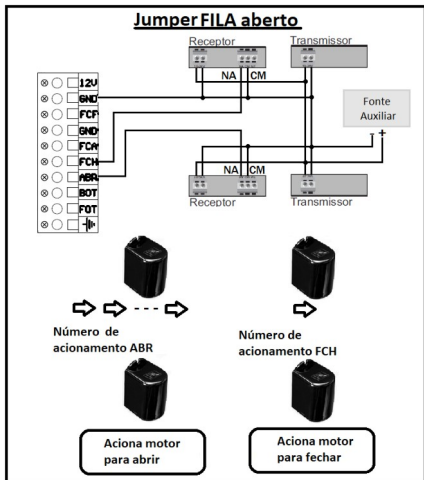 Jumper FILA aberto
Receptor
Transmissor
NA CM
12V
GND
FCF
GND
FCA
FCH
ABR
BOT
FOT
Fonte
Auxiliar
- +
NA CM
Receptor
Transmissor
Número de
acionamento ABR
Número de
acionamento FCH
Aciona motor
para abrir
Aciona motor
para fechar